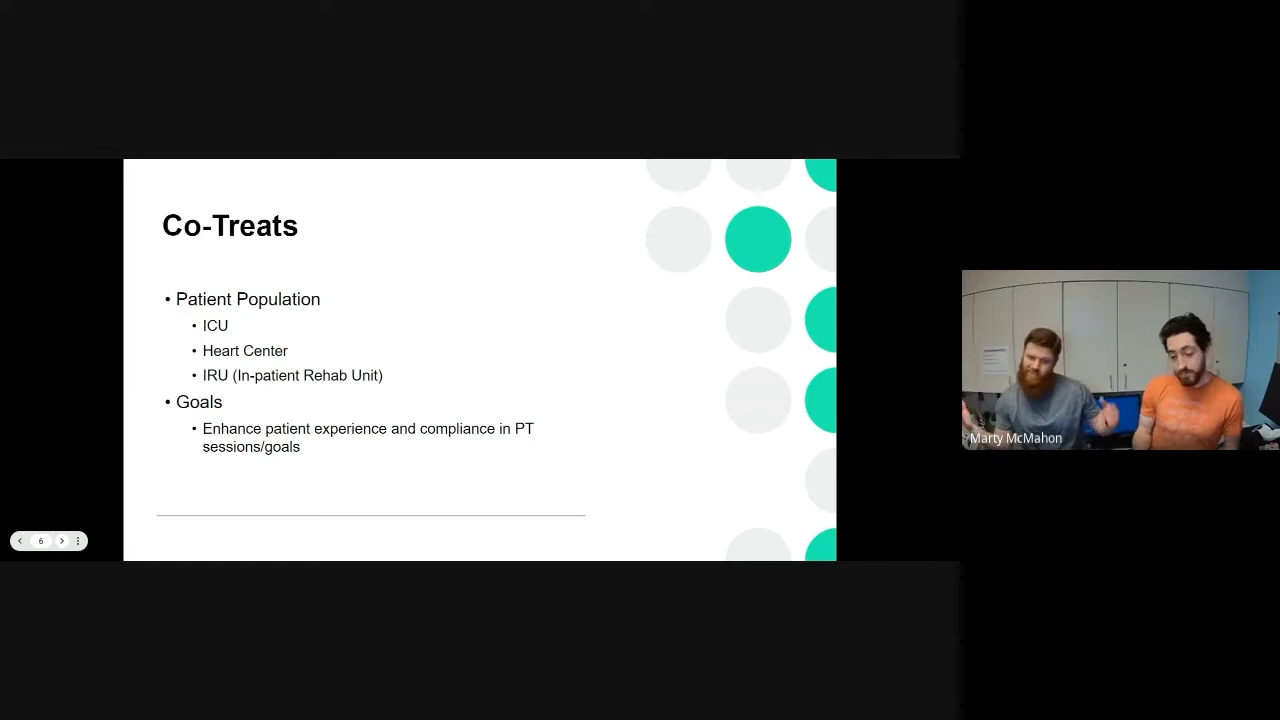 Co-Treats
• Patient Population
• ICU
• Heart Center
• IRU (In-patient Rehab Unit)
• Goals
• Enhance patient experience and compliance in PT
sessions/goals
6
Marty McMahon